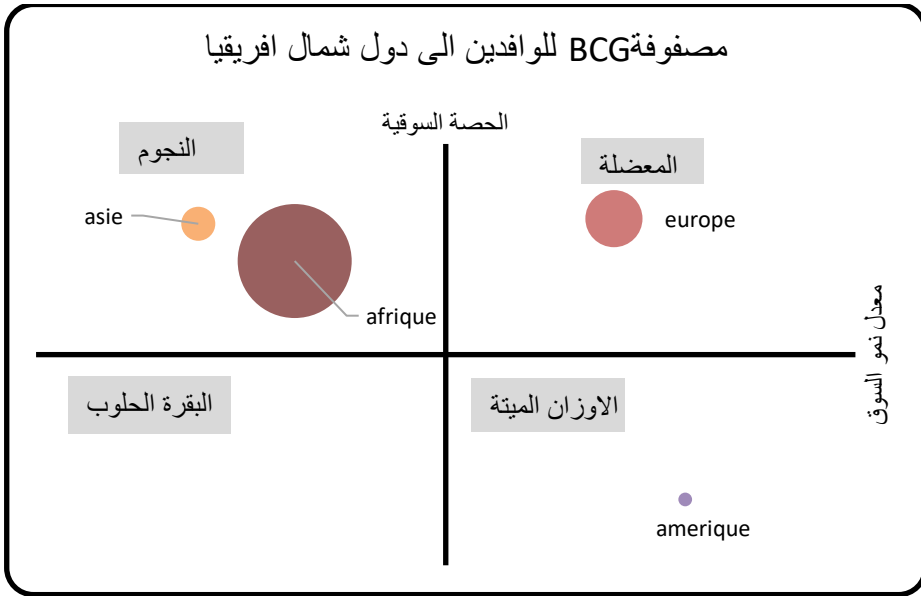 مصفوفةBCG للوافدين الى دول شمال افريقيا
الحصة السوقية
النجوم
المعضلة
asie
europe
afrique
معدل نمو السوق
البقرة الحلوب
الاوزان الميتة
amerique